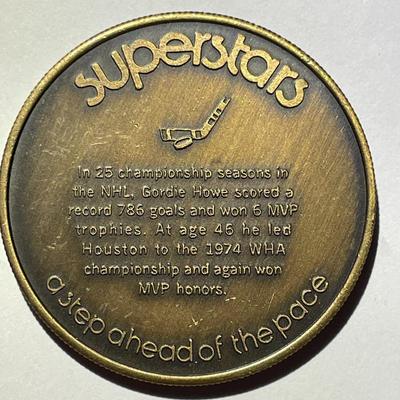 superstars
In 25 championship seasons in
the NHL, Gordie Howe scored a
record 786 goals and won 6 MVP
trophies. At age 46 he led
Houston to the 1974 WHA
championship and again won
MVP honors.
a step ahead of the pace